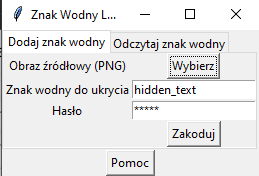 Znak Wodny L...
Dodaj znak wodny Odczytaj znak wodny
Obraz źródłowy (PNG) Wybierz
Znak wodny do ukrycia hidden_text
Hasło *****
Zakoduj
Pomoc